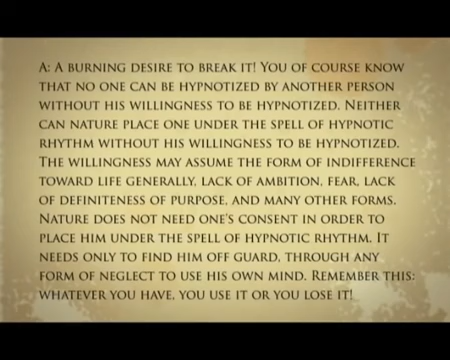 A: A BURNING DESIRE TO BREAK IT! YOU OF COURSE KNOW
THAT NO ONE CAN BE HYPNOTIZED BY ANOTHER PERSON
WITHOUT HIS WILLINGNESS TO BE HYPNOTIZED. NEITHER
CAN NATURE PLACE ONE UNDER THE SPELL OF HYPNOTIC
RHYTHM WITHOUT HIS WILLINGNESS TO BE HYPNOTIZED.
THE WILLINGNESS MAY ASSUME THE FORM OF INDIFFERENCE
TOWARD LIFE GENERALLY, LACK OF AMBITION, FEAR, LACK
OF DEFINITENESS OF PURPOSE, AND MANY OTHER FORMS.
NATURE DOES NOT NEED ONE'S CONSENT IN ORDER TO
PLACE HIM UNDER THE SPELL OF HYPNOTIC RHYTHM. IT
NEEDS ONLY TO FIND HIM OFF GUARD, THROUGH ANY
FORM OF NEGLECT TO USE HIS OWN MIND. REMEMBER THIS:
WHATEVER YOU HAVE, YOU USE IT OR YOU LOSE IT!